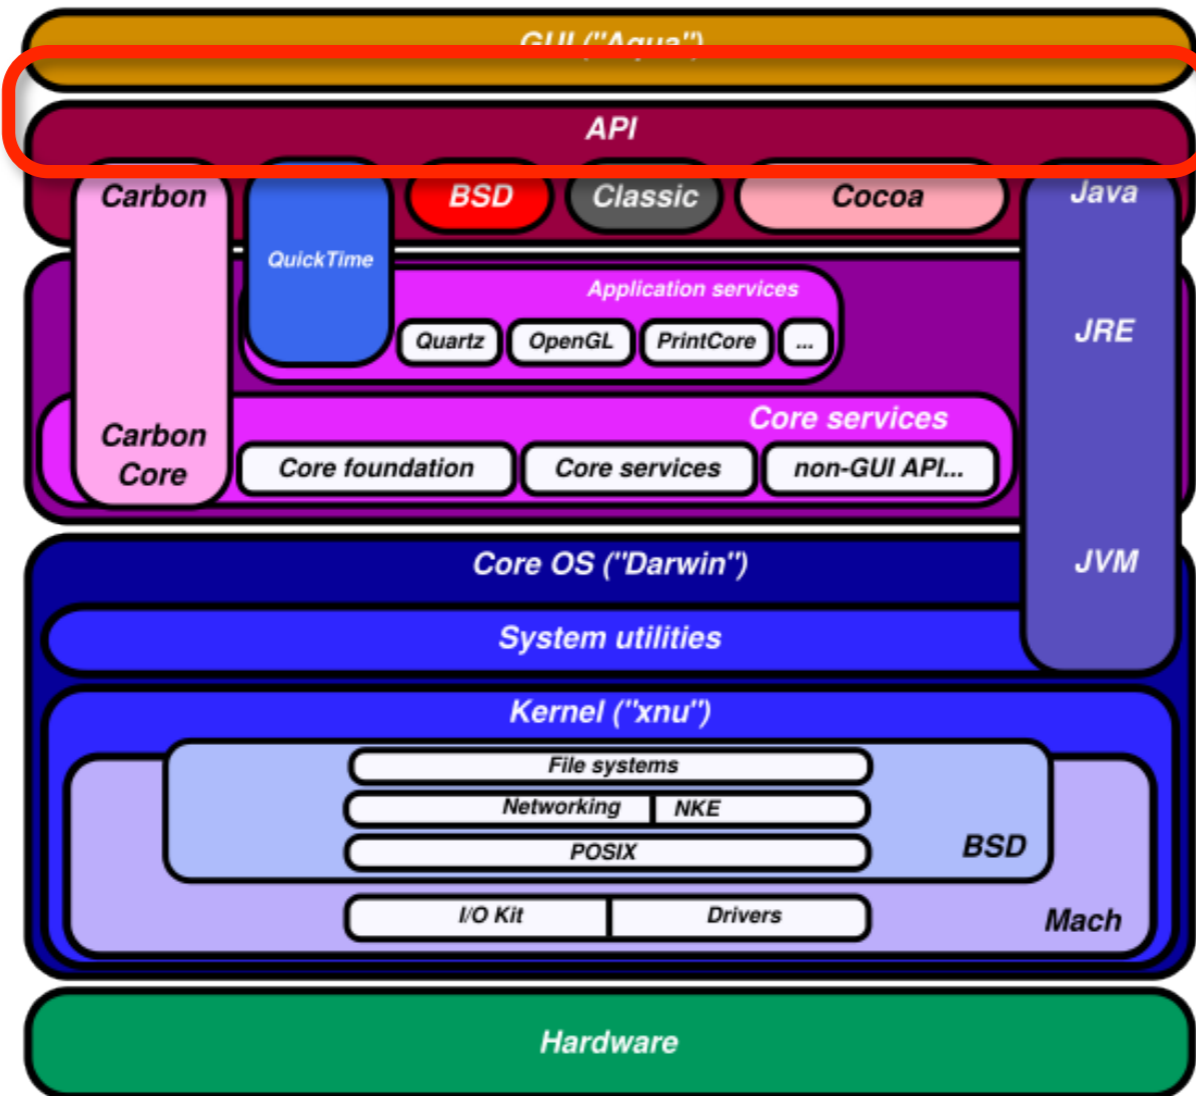 GUI ("Aqua")
API
Carbon
BSD
Classic
Cocoa
Java
QuickTime
Application services
Quartz
OpenGL
PrintCore
...
JRE
Core services
Carbon
Core
Core foundation
Core services
non-GUI API...
Core OS ("Darwin")
JVM
System utilities
Kernel ("xnu")
File systems
Networking
NKE
POSIX
BSD
I/O Kit
Drivers
Mach
Hardware